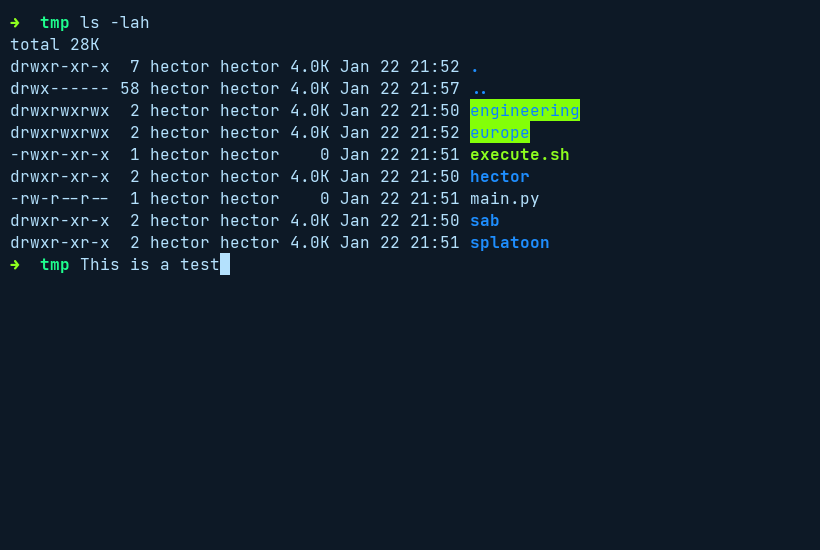 ➜  tmp ls -lah
total 28K
drwxr-xr-x  7 hector hector 4.0K Jan 22 21:52 .
drwx------ 58 hector hector 4.0K Jan 22 21:57 ..
drwxrwxrwx  2 hector hector 4.0K Jan 22 21:50 engineering
drwxrwxrwx  2 hector hector 4.0K Jan 22 21:52 europe
-rwxr-xr-x  1 hector hector    0 Jan 22 21:51 execute.sh
drwxr-xr-x  2 hector hector 4.0K Jan 22 21:50 hector
-rw-r--r--  1 hector hector    0 Jan 22 21:51 main.py
drwxr-xr-x  2 hector hector 4.0K Jan 22 21:50 sab
drwxr-xr-x  2 hector hector 4.0K Jan 22 21:51 splatoon
➜  tmp This is a test